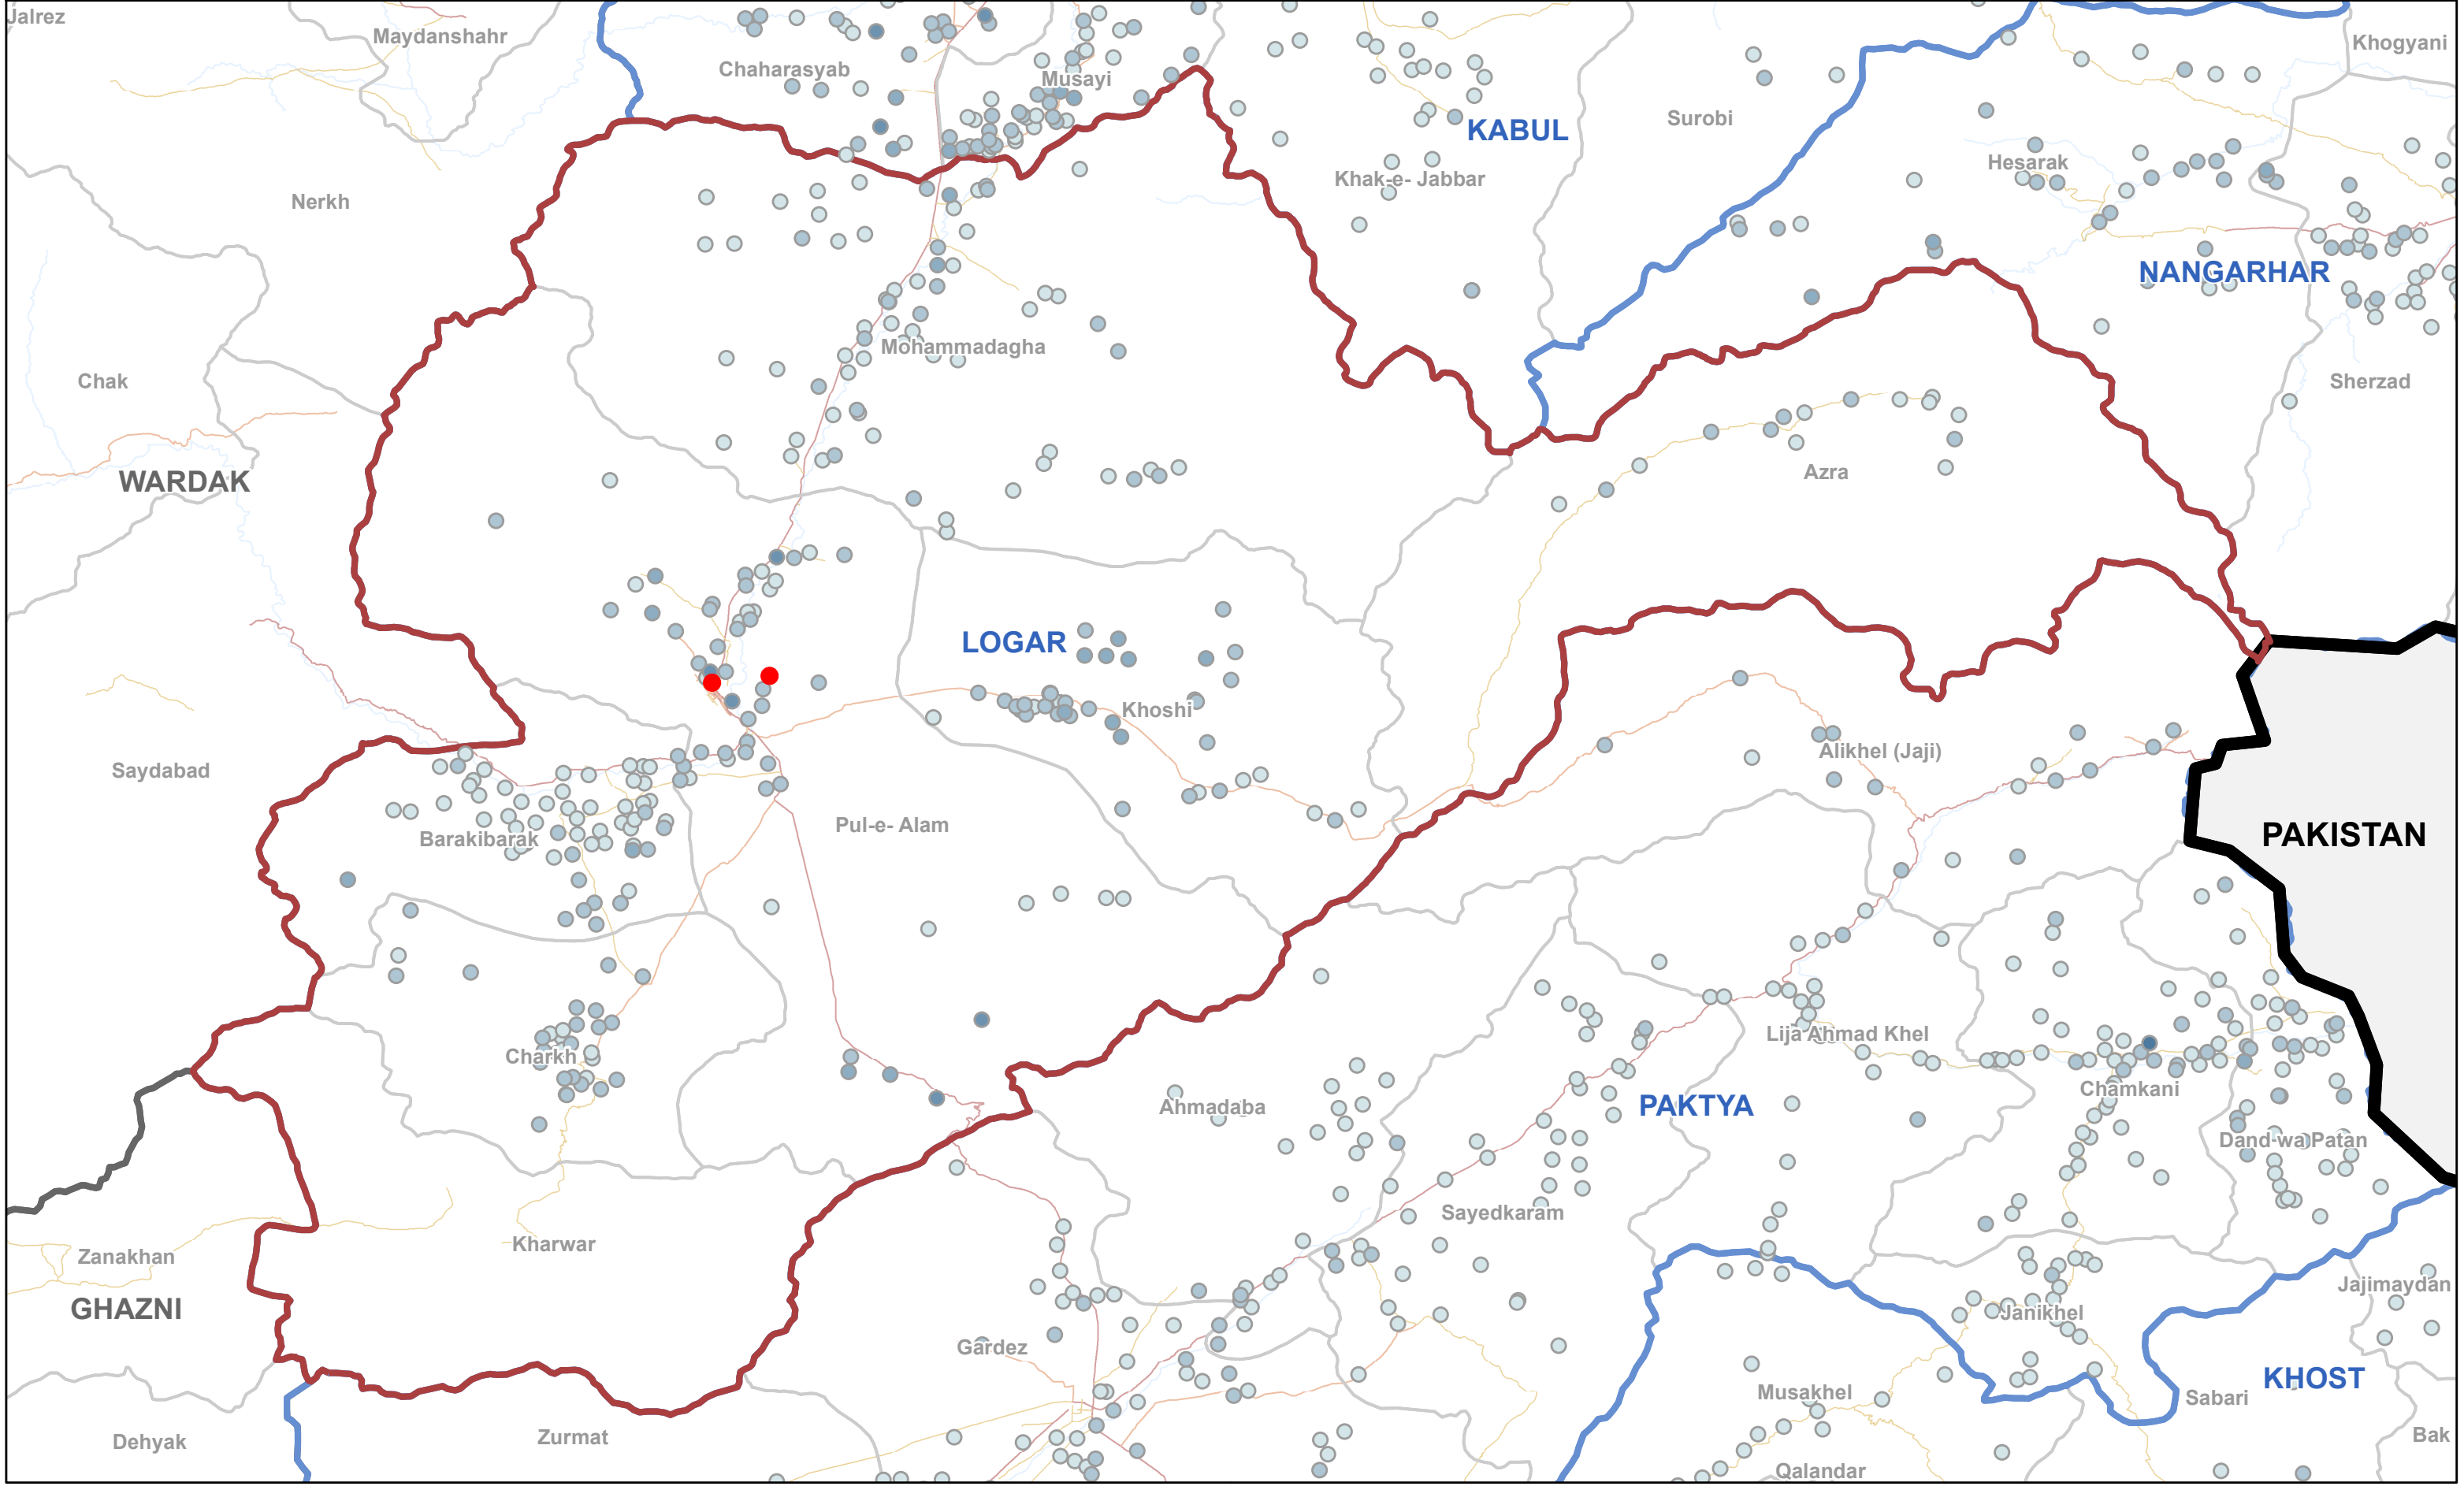 Jalrez
Maydanshahr
Khogyani
Chaharasyab
Musayi
Surobi
KABUL
Hesarak
Khak-e- Jabbar
Nerkh
NANGARHAR
Mohammadagha
Chak
Sherzad
Azra
WARDAK
LOGAR
Khoshi
Alikhel (Jaji)
Saydabad
Pul-e- Alam
PAKISTAN
Barakibarak
Lija Ahmad Khel
Charkh
Chamkani
Ahmadaba
PAKTYA
Dand-wa Patan
Sayedkaram
Kharwar
Zanakhan
Jajimaydan
GHAZNI
Janikhel
Gardez
KHOST
Musakhel
Sabari
Bak
Dehyak
Zurmat
Qalandar